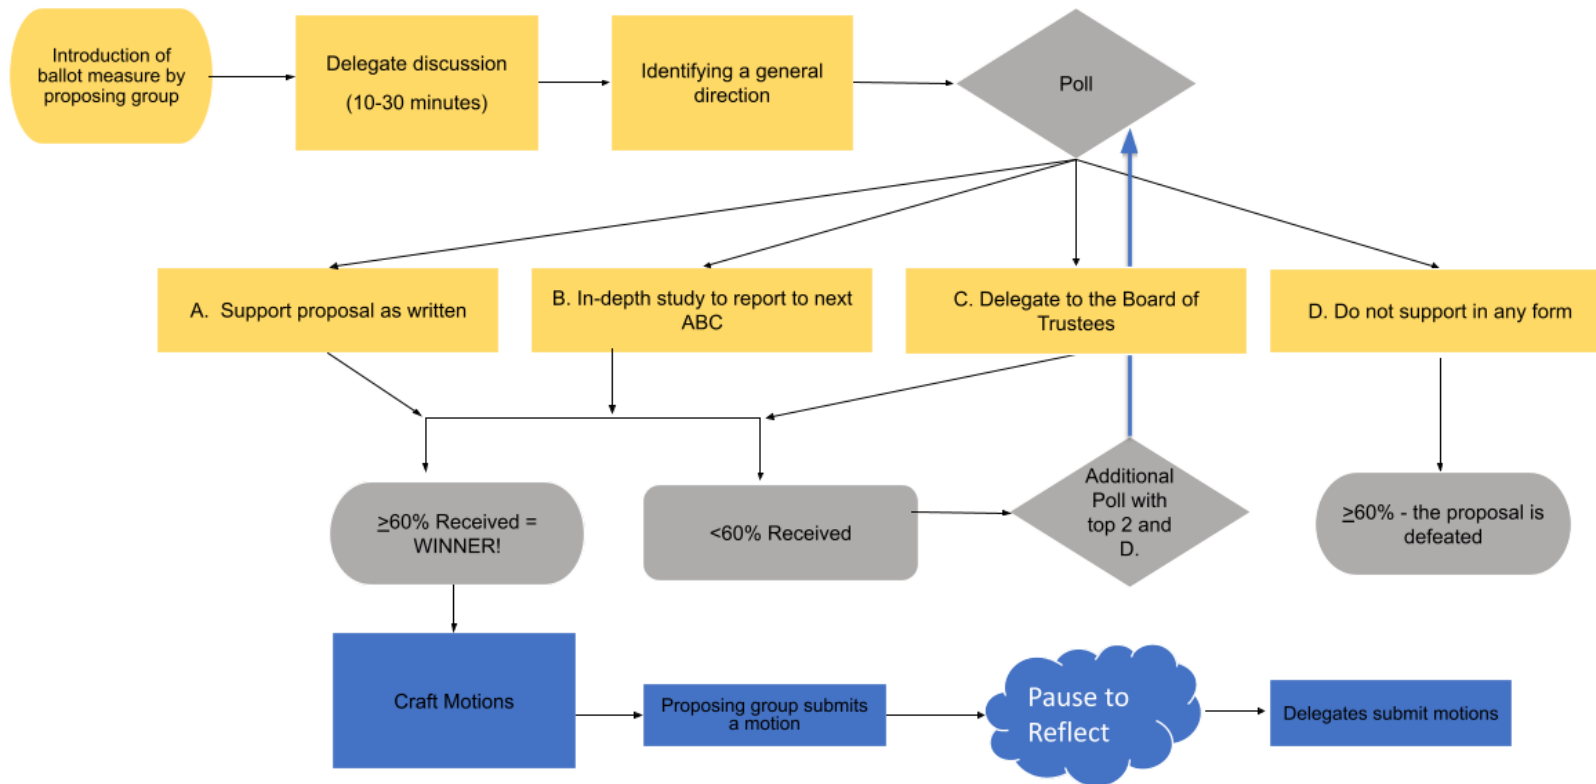 Introduction of
ballot measure by
proposing group
Delegate discussion
(10-30 minutes)
Identifying a general
direction
Poll
A. Support proposal as written
B. In-depth study to report to next
ABC
C. Delegate to the Board of
Trustees
D. Do not support in any form
≥60% Received =
WINNER!
<60% Received
Additional
Poll with
top 2 and
D.
≥60% - the proposal is
defeated
Craft Motions
Proposing group submits
a motion
Pause to
Reflect
Delegates submit motions